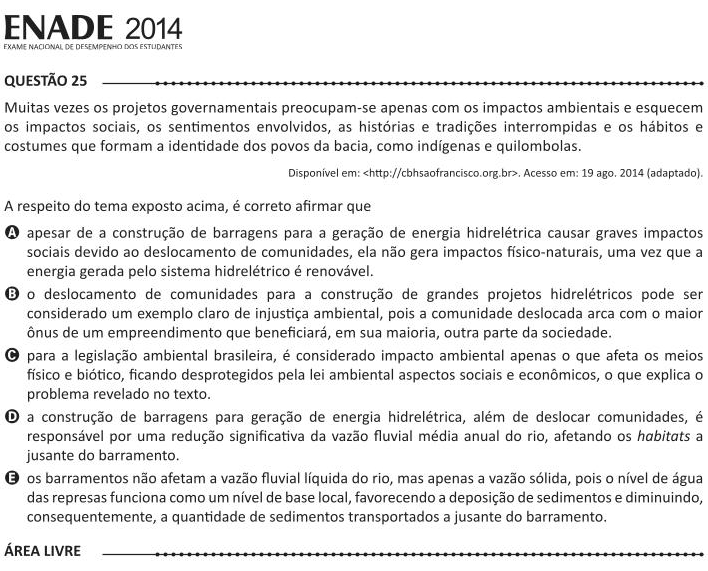 ENADE 2014
EXAME NACIONAL DE DESEMPENHO DOS ESTUDANTES
QUESTÃO 25
Muitas vezes os projetos governamentais preocupam-se apenas com os impactos ambientais e esquecem
os impactos sociais, os sentimentos envolvidos, as histórias e tradições interrompidas e os hábitos e
costumes que formam a identidade dos povos da bacia, como indígenas e quilombolas.
Disponível em: <http://cbhsaofrancisco.org.br>. Acesso em: 19 ago. 2014 (adaptado).
A respeito do tema exposto acima, é correto afirmar que
A apesar de a construção de barragens para a geração de energia hidrelétrica causar graves impactos
sociais devido ao deslocamento de comunidades, ela não gera impactos físico-naturais, uma vez que a
energia gerada pelo sistema hidrelétrico é renovável.
B o deslocamento de comunidades para a construção de grandes projetos hidrelétricos pode ser
considerado um exemplo claro de injustiça ambiental, pois a comunidade deslocada arca com o maior
ônus de um empreendimento que beneficiará, em sua maioria, outra parte da sociedade.
C para a legislação ambiental brasileira, é considerado impacto ambiental apenas o que afeta os meios
físico e biótico, ficando desprotegidos pela lei ambiental aspectos sociais e econômicos, o que explica o
problema revelado no texto.
D a construção de barragens para geração de energia hidrelétrica, além de deslocar comunidades, é
responsável por uma redução significativa da vazão fluvial média anual do rio, afetando os habitats a
jusante do barramento.
E os barramentos não afetam a vazão fluvial líquida do rio, mas apenas a vazão sólida, pois o nível de água
das represas funciona como um nível de base local, favorecendo a deposição de sedimentos e diminuindo,
consequentemente, a quantidade de sedimentos transportados a jusante do barramento.
ÁREA LIVRE